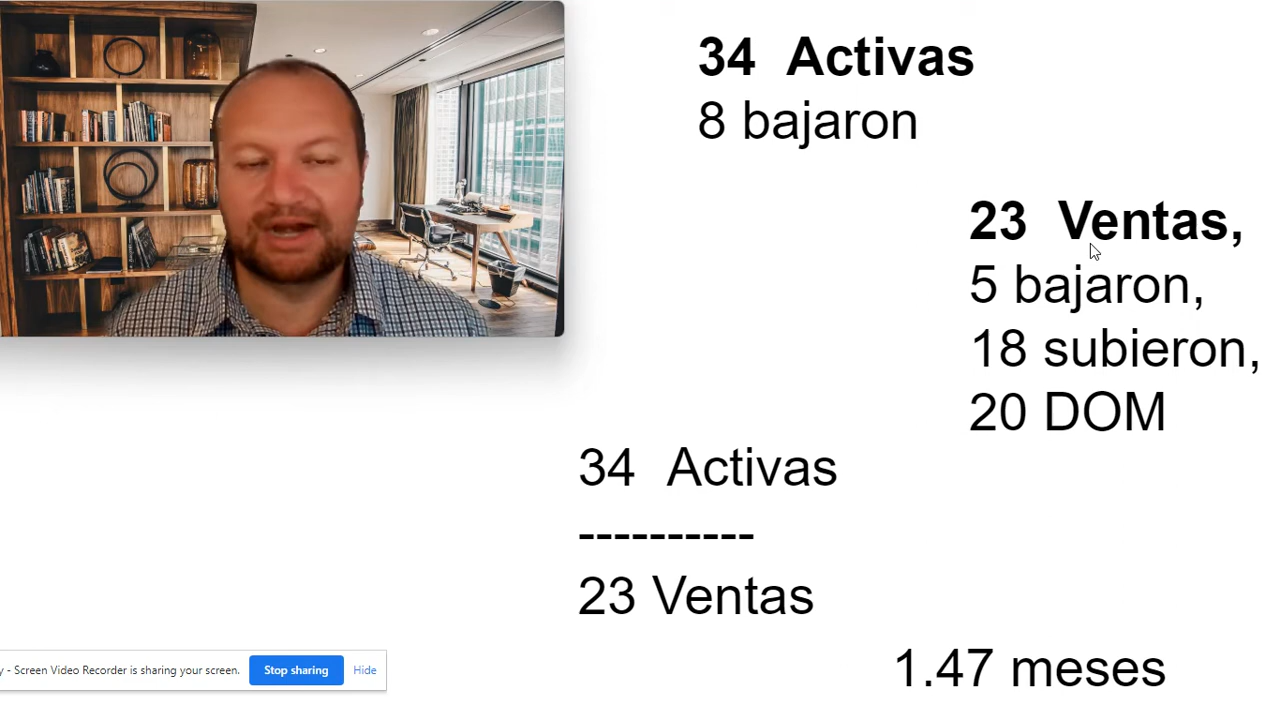 34 Activas
8 bajaron
23 Ventas,
5 bajaron,
18 subieron,
20 DOM
34 Activas
----------
23 Ventas
1.47 meses
y - Screen Video Recorder is sharing your screen. Stop sharing Hide